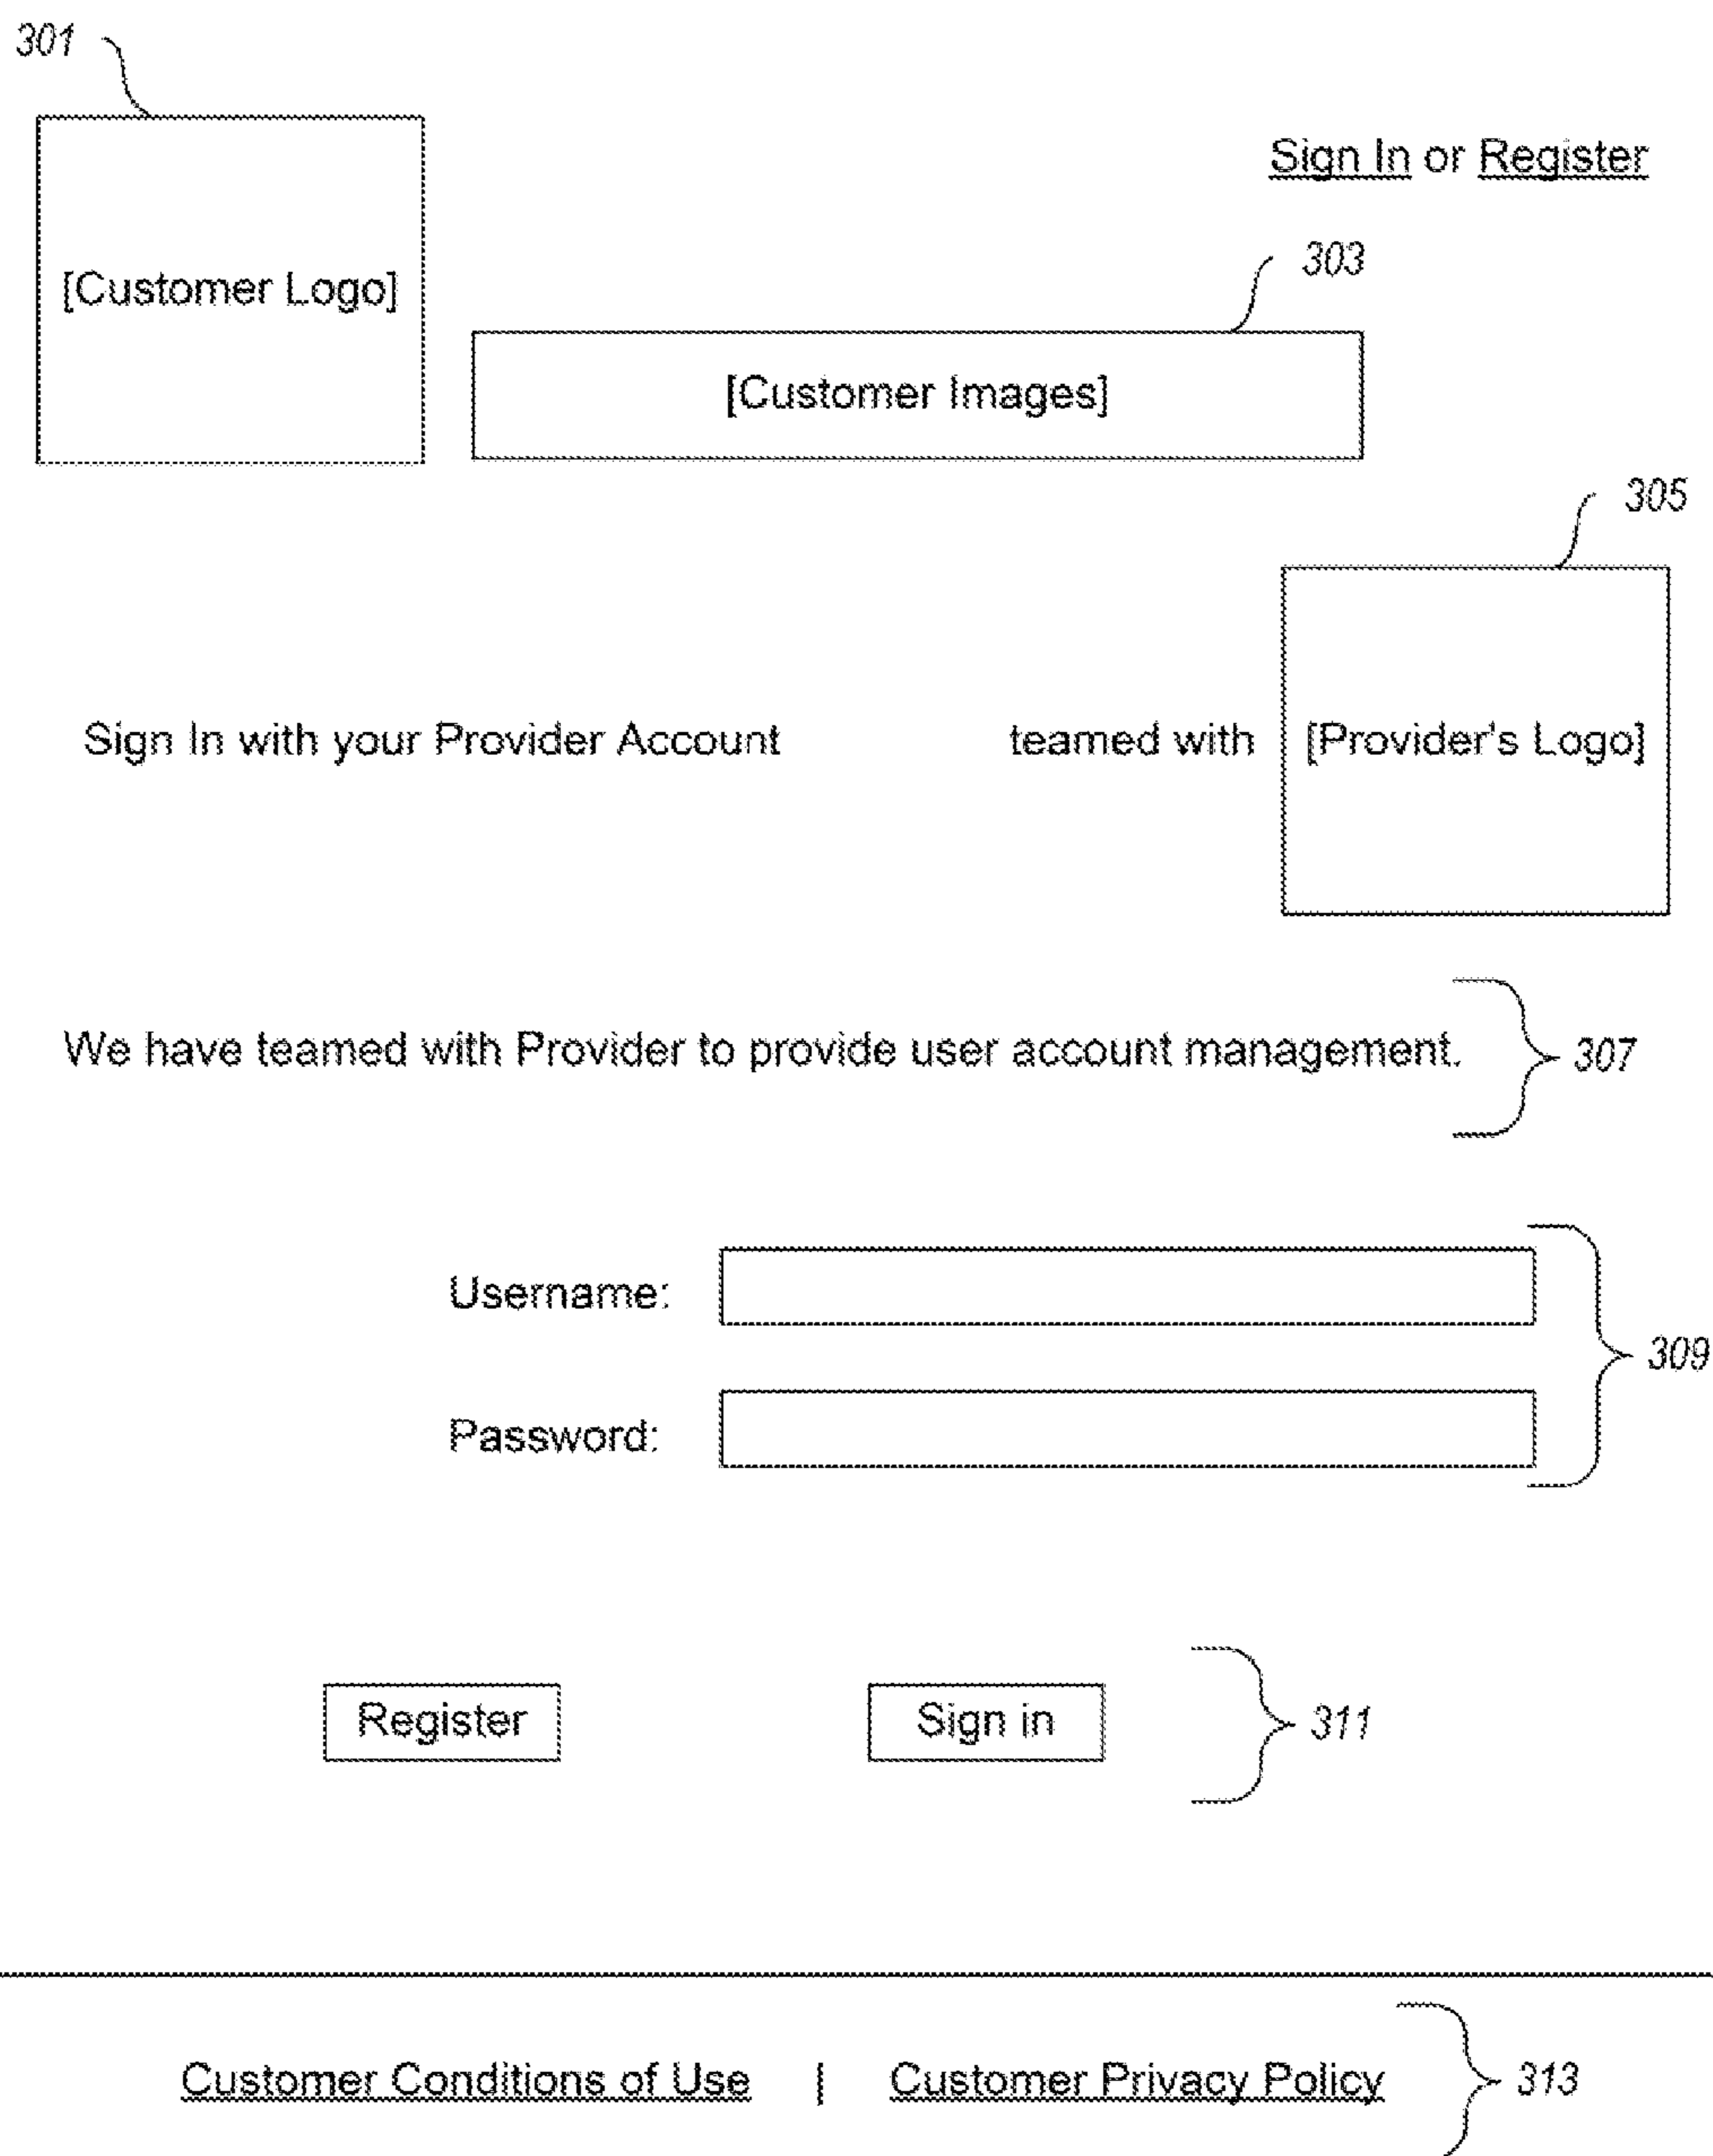 301
Sign In or Register
[Customer Logo]
303
[Customer Images]
305
Sign In with your Provider Account
teamed with
[Provider's Logo]
We have teamed with Provider to provide user account management.
307
Username:
309
Password:
Register
Sign in
311
Customer Conditions of Use | Customer Privacy Policy
313